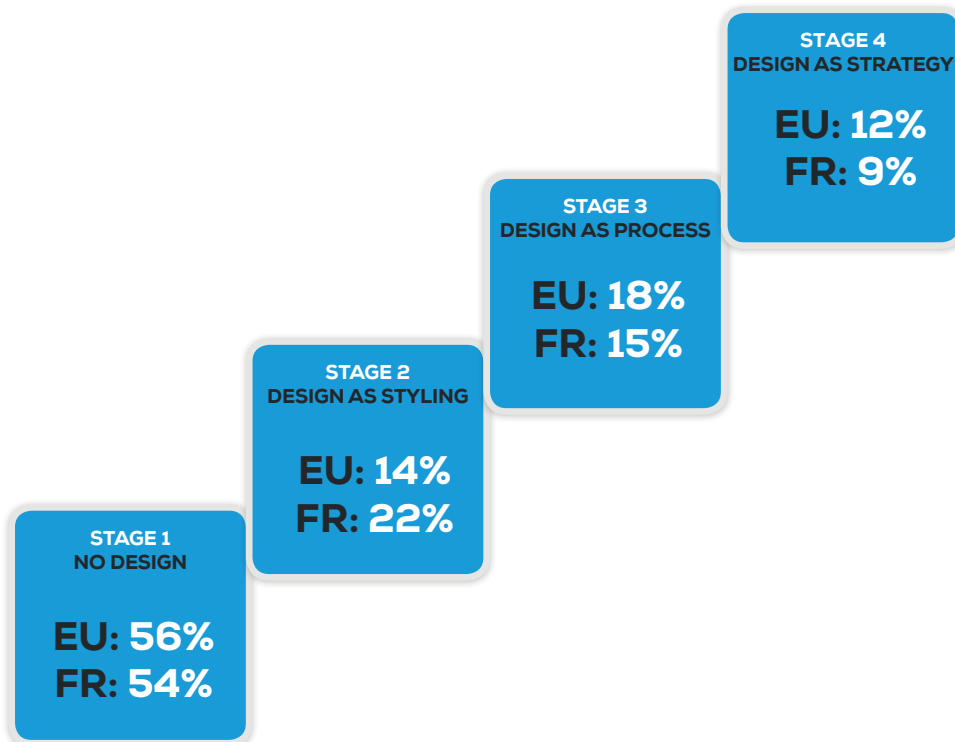 STAGE 4
DESIGN AS STRATEGY
EU: 12%
FR: 9%
STAGE 3
DESIGN AS PROCESS
EU: 18%
FR: 15%
STAGE 2
DESIGN AS STYLING
EU: 14%
FR: 22%
STAGE 1
NO DESIGN
EU: 56%
FR: 54%